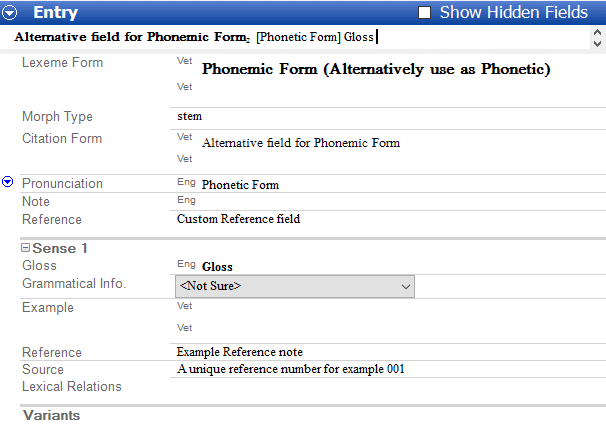 Entry Show Hidden Fields
Alternative field for Phonemic Form2 [Phonetic Form] Gloss
Lexeme Form Vet Phonemic Form (Alternatively use as Phonetic)
Vet
Morph Type stem
Citation Form Vet Alternative field for Phonemic Form
Vet
Pronunciation Eng Phonetic Form
Note Eng
Reference Custom Reference field
Sense 1
Gloss Eng Gloss
Grammatical Info. <Not Sure>
Example Vet
Vet
Reference Example Reference note
Source A unique reference number for example 001
Lexical Relations
Variants